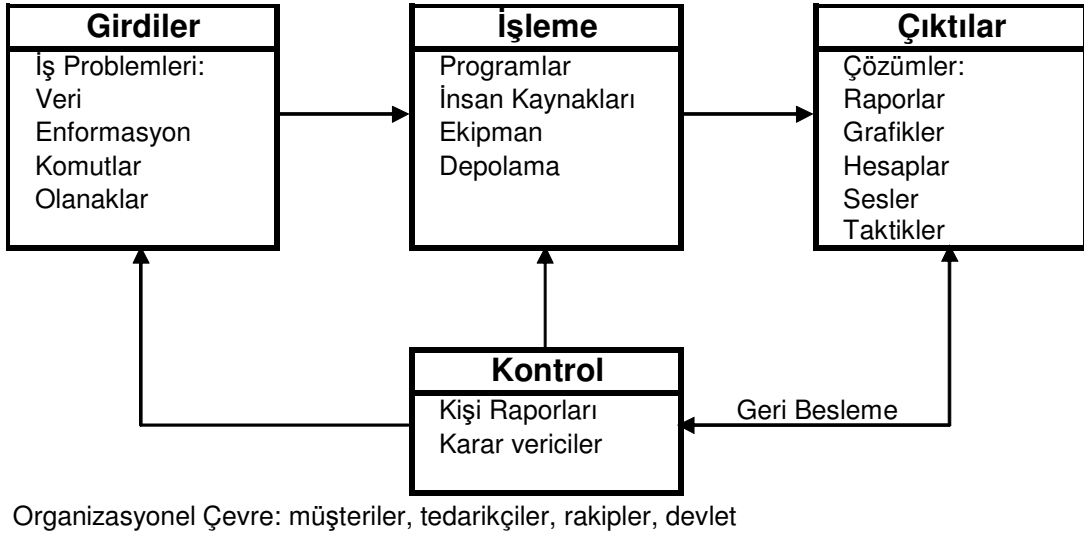 Girdiler
İş Problemleri:
Veri
Enformasyon
Komutlar
Olanaklar
İşleme
Programlar
İnsan Kaynakları
Ekipman
Depolama
Çıktılar
Çözümler:
Raporlar
Grafikler
Hesaplar
Sesler
Taktikler
Kontrol
Kişi Raporları
Karar vericiler
Geri Besleme
Organizasyonel Çevre: müşteriler, tedarikçiler, rakipler, devlet